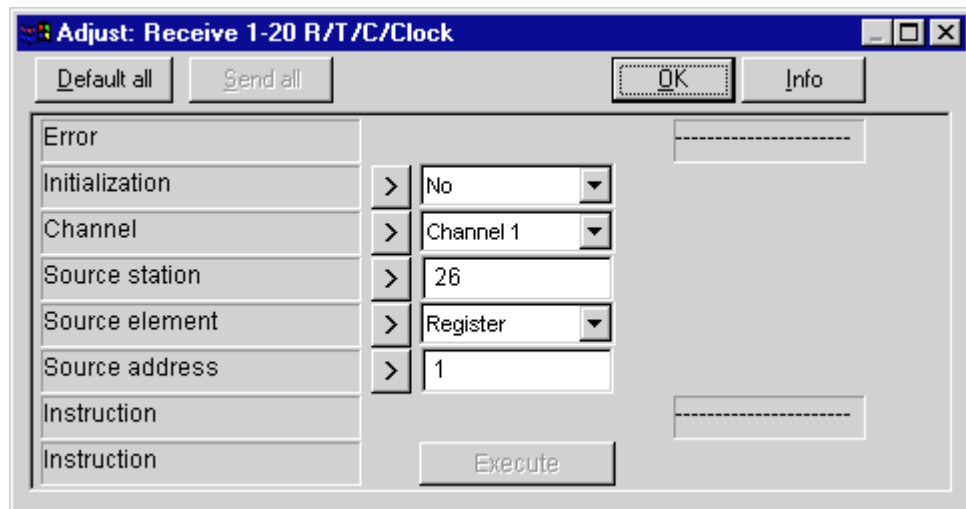 Adjust: Receive 1-20 R/T/C/Clock
Default all Send all OK Info
Error ----------------------
Initialization > No
Channel > Channel 1
Source station > 26
Source element > Register
Source address > 1
Instruction ----------------------
Instruction Execute